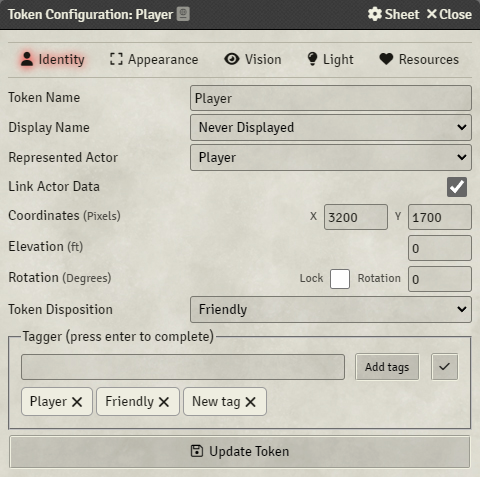 Token Configuration: Player Sheet Close
Identity Appearance Vision Light Resources
Token Name Player
Display Name Never Displayed
Represented Actor Player
Link Actor Data
Coordinates (Pixels) X 3200 Y 1700
Elevation (ft) 0
Rotation (Degrees) Lock Rotation 0
Token Disposition Friendly
Tagger (press enter to complete)
Add tags
Player Friendly New tag
Update Token